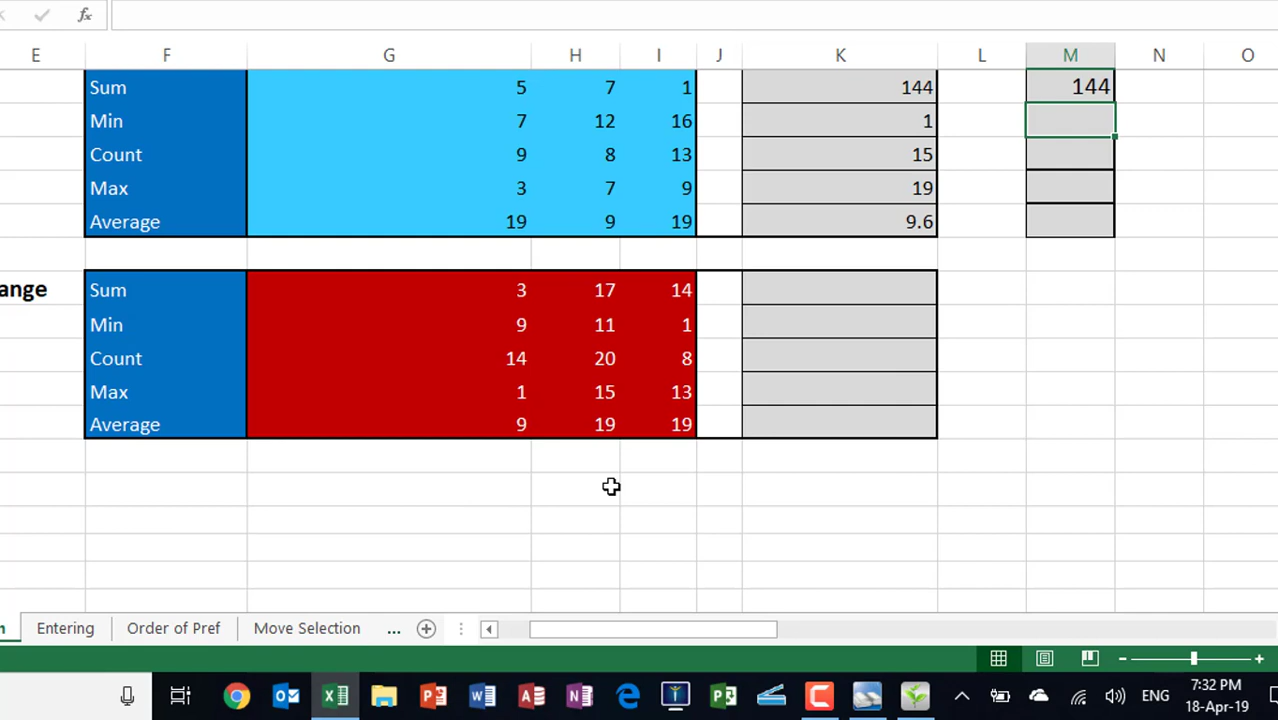 fx
E F G H I J K L M N O
Sum 5 7 1 144 144
Min 7 12 16 1
Count 9 8 13 15
Max 3 7 9 19
Average 19 9 19 9.6
ange Sum 3 17 14
Min 9 11 1
Count 14 20 8
Max 1 15 13
Average 9 19 19
Entering Order of Pref Move Selection ...
ENG 7:32 PM
18-Apr-19